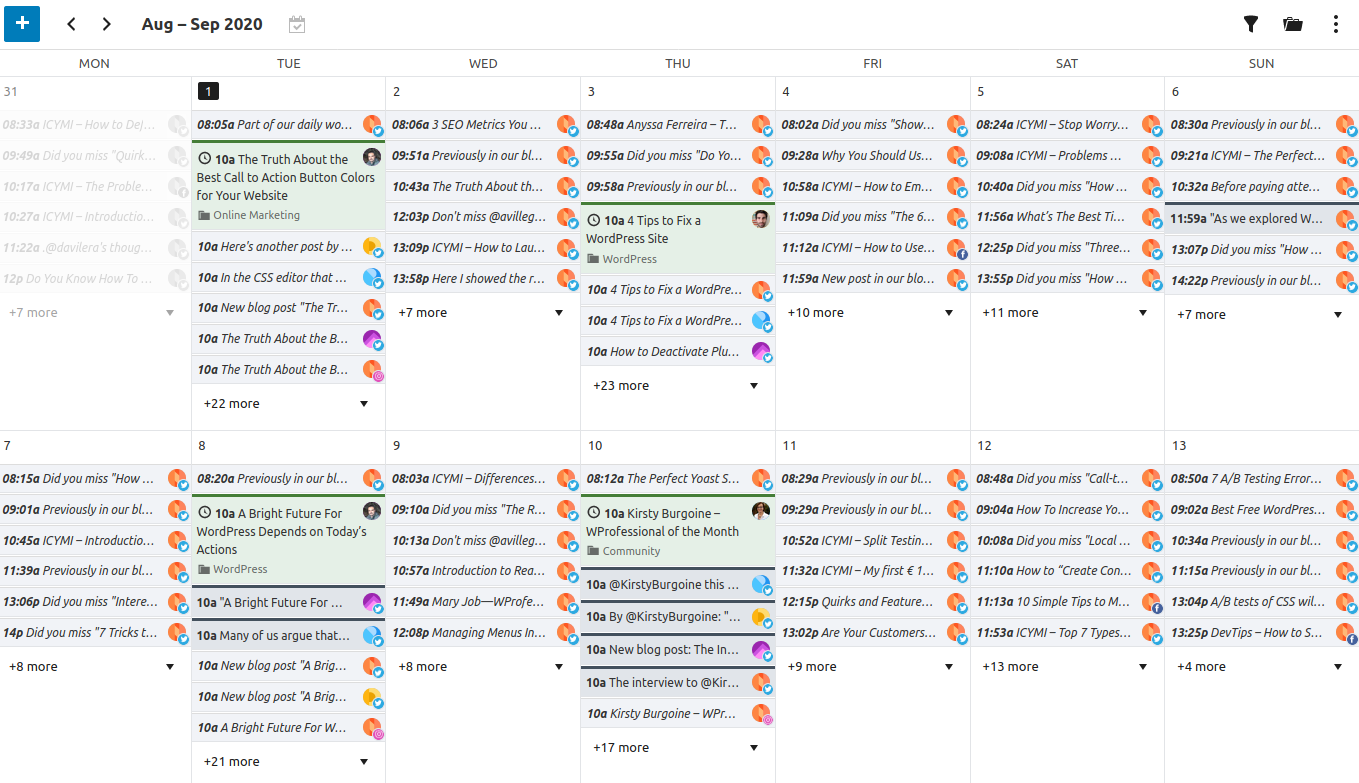 +
Aug – Sep 2020
MON TUE WED THU FRI SAT SUN
31
08:33a ICYMI – How to Def…
09:49a Did you miss "Quirk…
10:17a ICYMI – The Proble…
10:27a ICYMI – Introductio…
11:22a .@davilera's thoug…
12p Do You Know How To …
+7 more
1
08:05a Part of our daily wo…
10a The Truth About the
Best Call to Action Button Colors
for Your Website
Online Marketing
10a Here's another post by …
10a In the CSS editor that …
10a New blog post "The Tr…
10a The Truth About the B…
10a The Truth About the B…
+22 more
2
08:06a 3 SEO Metrics You …
09:51a Previously in our bl…
10:43a The Truth About th…
12:03p Don't miss @avilleg…
13:09p ICYMI – How to Lau…
13:58p Here I showed the r…
+7 more
3
08:48a Anyssa Ferreira – T…
09:55a Did you miss "Do Yo…
09:58a Previously in our bl…
10a 4 Tips to Fix a
WordPress Site
WordPress
10a 4 Tips to Fix a WordPre…
10a 4 Tips to Fix a WordPre…
10a How to Deactivate Plu…
+23 more
4
08:02a Did you miss "Show…
09:28a Why You Should Us…
10:58a ICYMI – How to Em…
11:09a Did you miss "The 6…
11:12a ICYMI – How to Use…
11:59a New post in our blo…
+10 more
5
08:24a ICYMI – Stop Worry…
09:08a ICYMI – Problems …
10:40a Did you miss "How …
11:56a What's The Best Ti…
12:25p Did you miss "Three…
13:55p Did you miss "How …
+11 more
6
08:30a Previously in our bl…
09:21a ICYMI – The Perfect…
10:32a Before paying atte…
11:59a "As we explored W…
13:07p Did you miss "How …
14:22p Previously in our bl…
+7 more
7
08:15a Did you miss "How …
09:01a Previously in our bl…
10:45a ICYMI – Introductio…
11:39a Previously in our bl…
13:06p Did you miss "Intere…
14p Did you miss "7 Tricks t…
+8 more
8
08:20a Previously in our bl…
10a A Bright Future For
WordPress Depends on Today's
Actions
WordPress
10a "A Bright Future For …
10a Many of us argue that…
10a New blog post "A Brig…
10a New blog post "A Brig…
10a A Bright Future For W…
+21 more
9
08:03a ICYMI – Differences…
09:10a Did you miss "The R…
10:13a Don't miss @avilleg…
10:57a Introduction to Rea…
11:49a Mary Job—WProfe…
12:08p Managing Menus In…
+8 more
10
08:12a The Perfect Yoast S…
10a Kirsty Burgoine –
WProfessional of the Month
Community
10a @KirstyBurgoine this …
10a By @KirstyBurgoine: "…
10a New blog post: The In…
10a The interview to @Kir…
10a Kirsty Burgoine – WPr…
+17 more
11
08:29a Previously in our bl…
09:29a Previously in our bl…
10:52a ICYMI – Split Testin…
11:32a ICYMI – My first € 1…
12:15p Quirks and Feature…
13:02p Are Your Customers…
+9 more
12
08:48a Did you miss "Call-t…
09:04a How To Increase Yo…
10:08a Did you miss "Local …
11:10a How to “Create Con…
11:13a 10 Simple Tips to M…
11:53a ICYMI – Top 7 Types…
+13 more
13
08:50a 7 A/B Testing Error…
09:02a Best Free WordPres…
10:34a Previously in our bl…
11:15a Previously in our bl…
13:04p A/B tests of CSS wil…
13:25p DevTips – How to S…
+4 more